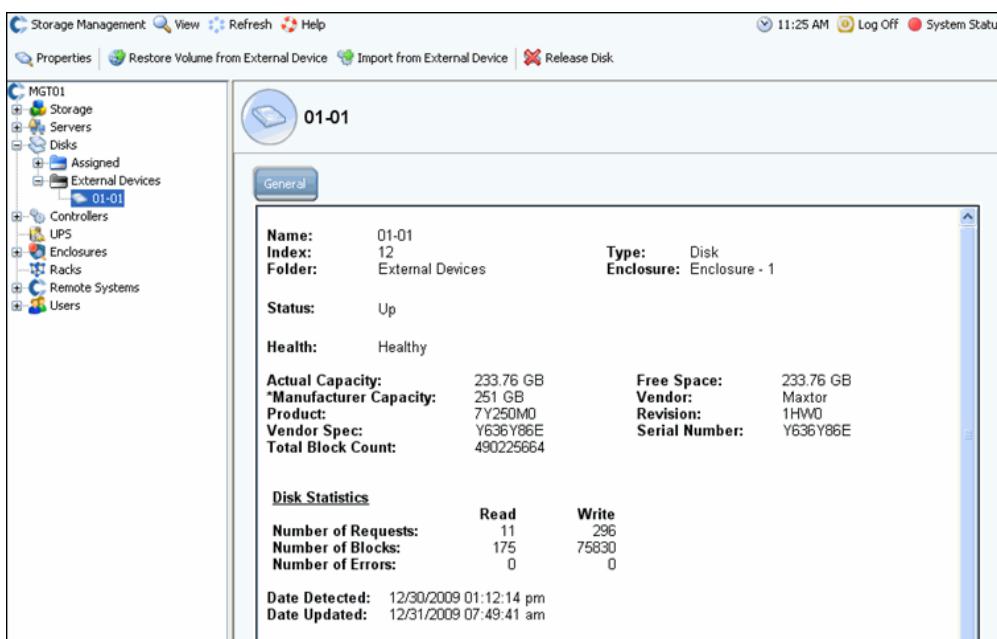 Storage Management View Refresh Help 11:25 AM Log Off System Statu
Properties Restore Volume from External Device Import from External Device Release Disk
MGT01
Storage
Servers
Disks
Assigned
External Devices
01-01
Controllers
UPS
Enclosures
Racks
Remote Systems
Users
01-01
General
Name: 01-01
Index: 12 Type: Disk
Folder: External Devices Enclosure: Enclosure - 1
Status: Up
Health: Healthy
Actual Capacity: 233.76 GB Free Space: 233.76 GB
*Manufacturer Capacity: 251 GB Vendor: Maxtor
Product: 7Y250M0 Revision: 1HW0
Vendor Spec: Y636Y86E Serial Number: Y636Y86E
Total Block Count: 490225664
Disk Statistics
Read Write
Number of Requests: 11 296
Number of Blocks: 175 75830
Number of Errors: 0 0
Date Detected: 12/30/2009 01:12:14 pm
Date Updated: 12/31/2009 07:49:41 am